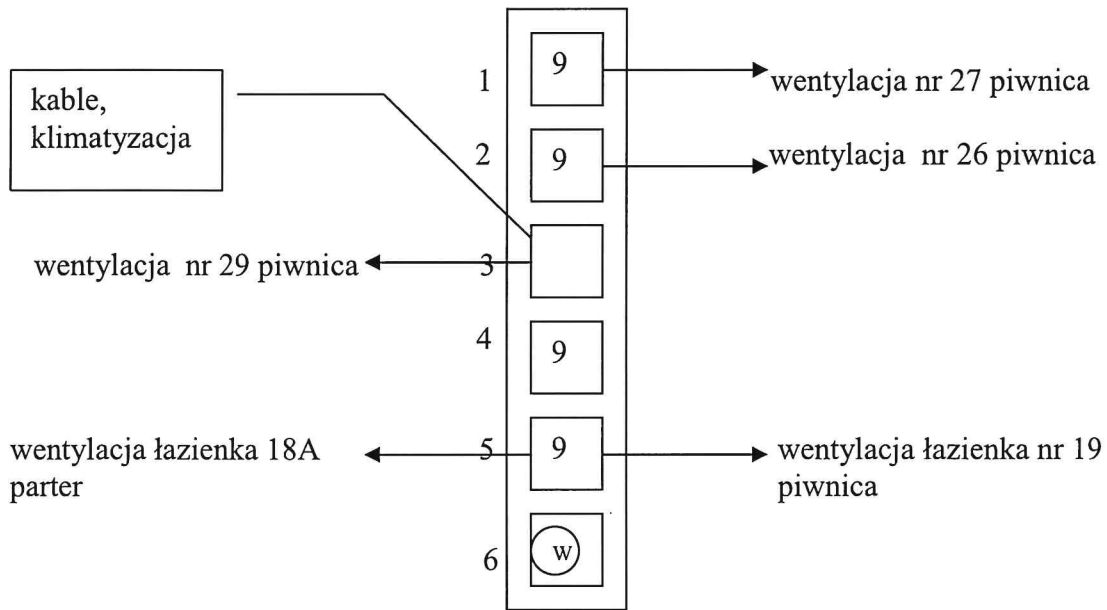 9
1
wentylacja nr 27 piwnica
kable,
klimatyzacja
2
9
wentylacja nr 26 piwnica
wentylacja nr 29 piwnica
3
4
9
wentylacja łazienka 18A
parter
5
9
wentylacja łazienka nr 19
piwnica
6
w